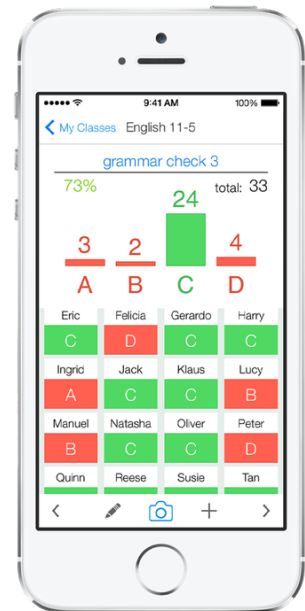 9:41 AM 100%
My Classes English 11-5
grammar check 3
73% 24 total: 33
3 2 4
A B C D
Eric Felicia Gerardo Harry
C D C C
Ingrid Jack Klaus Lucy
A C C B
Manuel Natasha Oliver Peter
B C C D
Quinn Reese Susie Tan